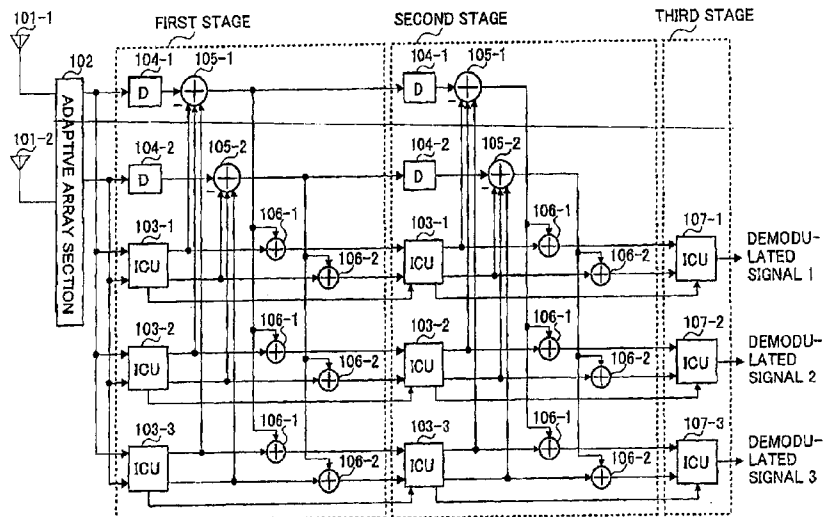 FIRST STAGE
SECOND STAGE
THIRD STAGE
101-1
102
104-1
105-1
104-1
105-1
D
D
ADAPTIVE ARRAY SECTION
101-2
104-2
105-2
104-2
105-2
D
D
103-1
106-1
103-1
106-1
107-1
ICU
106-2
ICU
106-2
ICU
DEMODU-
LATED
SIGNAL 1
103-2
106-1
103-2
106-1
107-2
ICU
106-2
ICU
106-2
ICU
DEMODU-
LATED
SIGNAL 2
103-3
106-1
103-3
106-1
107-3
ICU
106-2
ICU
106-2
ICU
DEMODU-
LATED
SIGNAL 3